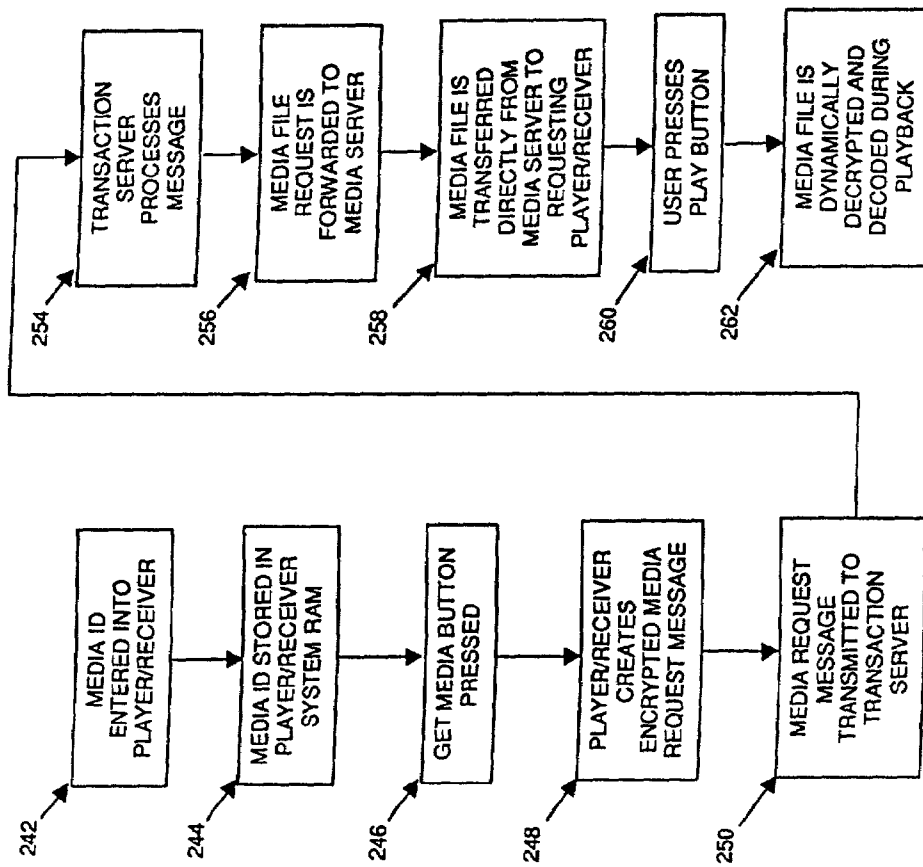 242
MEDIA ID
ENTERED INTO
PLAYER/RECEIVER
244
MEDIA ID STORED IN
PLAYER/RECEIVER
SYSTEM RAM
246
GET MEDIA BUTTON
PRESSED
248
PLAYER/RECEIVER
CREATES
ENCRYPTED MEDIA
REQUEST MESSAGE
250
MEDIA REQUEST
MESSAGE
TRANSMITTED TO
TRANSACTION
SERVER
254
TRANSACTION
SERVER
PROCESSES
MESSAGE
256
MEDIA FILE
REQUEST IS
FORWARDED TO
MEDIA SERVER
258
MEDIA FILE IS
TRANSFERRED
DIRECTLY FROM
MEDIA SERVER TO
REQUESTING
PLAYER/RECEIVER
260
USER PRESSES
PLAY BUTTON
262
MEDIA FILE IS
DYNAMICALLY
DECRYPTED AND
DECODED DURING
PLAYBACK